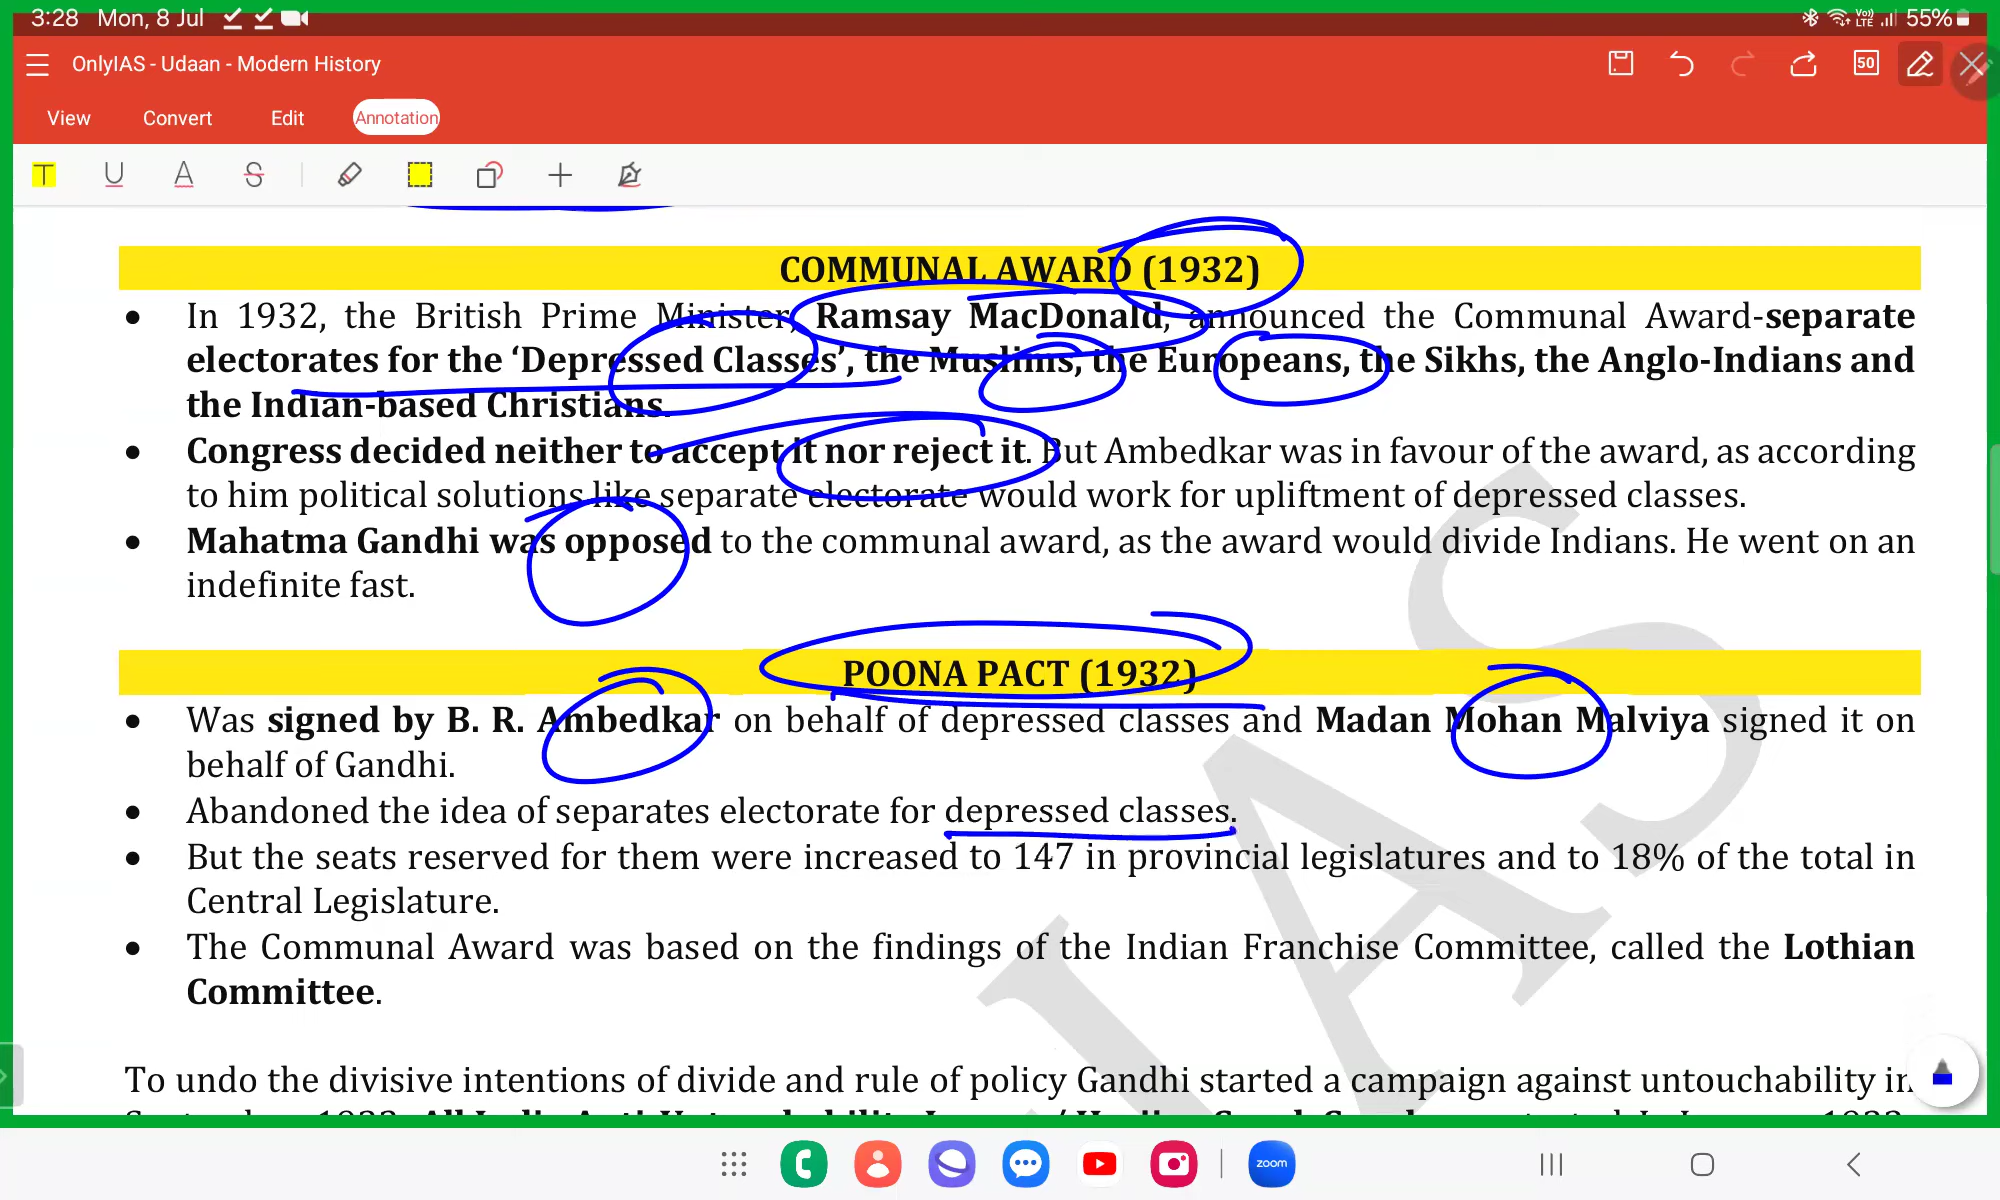 3:28 Mon, 8 Jul
Vo)) LTE 55%
OnlyIAS - Udaan - Modern History
50
View Convert Edit Annotation
T U A S
COMMUNAL AWARD (1932)
• In 1932, the British Prime Minister, Ramsay MacDonald, announced the Communal Award-separate
electorates for the ‘Depressed Classes’, the Muslims, the Europeans, the Sikhs, the Anglo-Indians and
the Indian-based Christians.
• Congress decided neither to accept it nor reject it. But Ambedkar was in favour of the award, as according
to him political solutions like separate electorate would work for upliftment of depressed classes.
• Mahatma Gandhi was opposed to the communal award, as the award would divide Indians. He went on an
indefinite fast.
POONA PACT (1932)
• Was signed by B. R. Ambedkar on behalf of depressed classes and Madan Mohan Malviya signed it on
behalf of Gandhi.
• Abandoned the idea of separates electorate for depressed classes.
• But the seats reserved for them were increased to 147 in provincial legislatures and to 18% of the total in
Central Legislature.
• The Communal Award was based on the findings of the Indian Franchise Committee, called the Lothian
Committee.
To undo the divisive intentions of divide and rule of policy Gandhi started a campaign against untouchability in
IAS
zoom